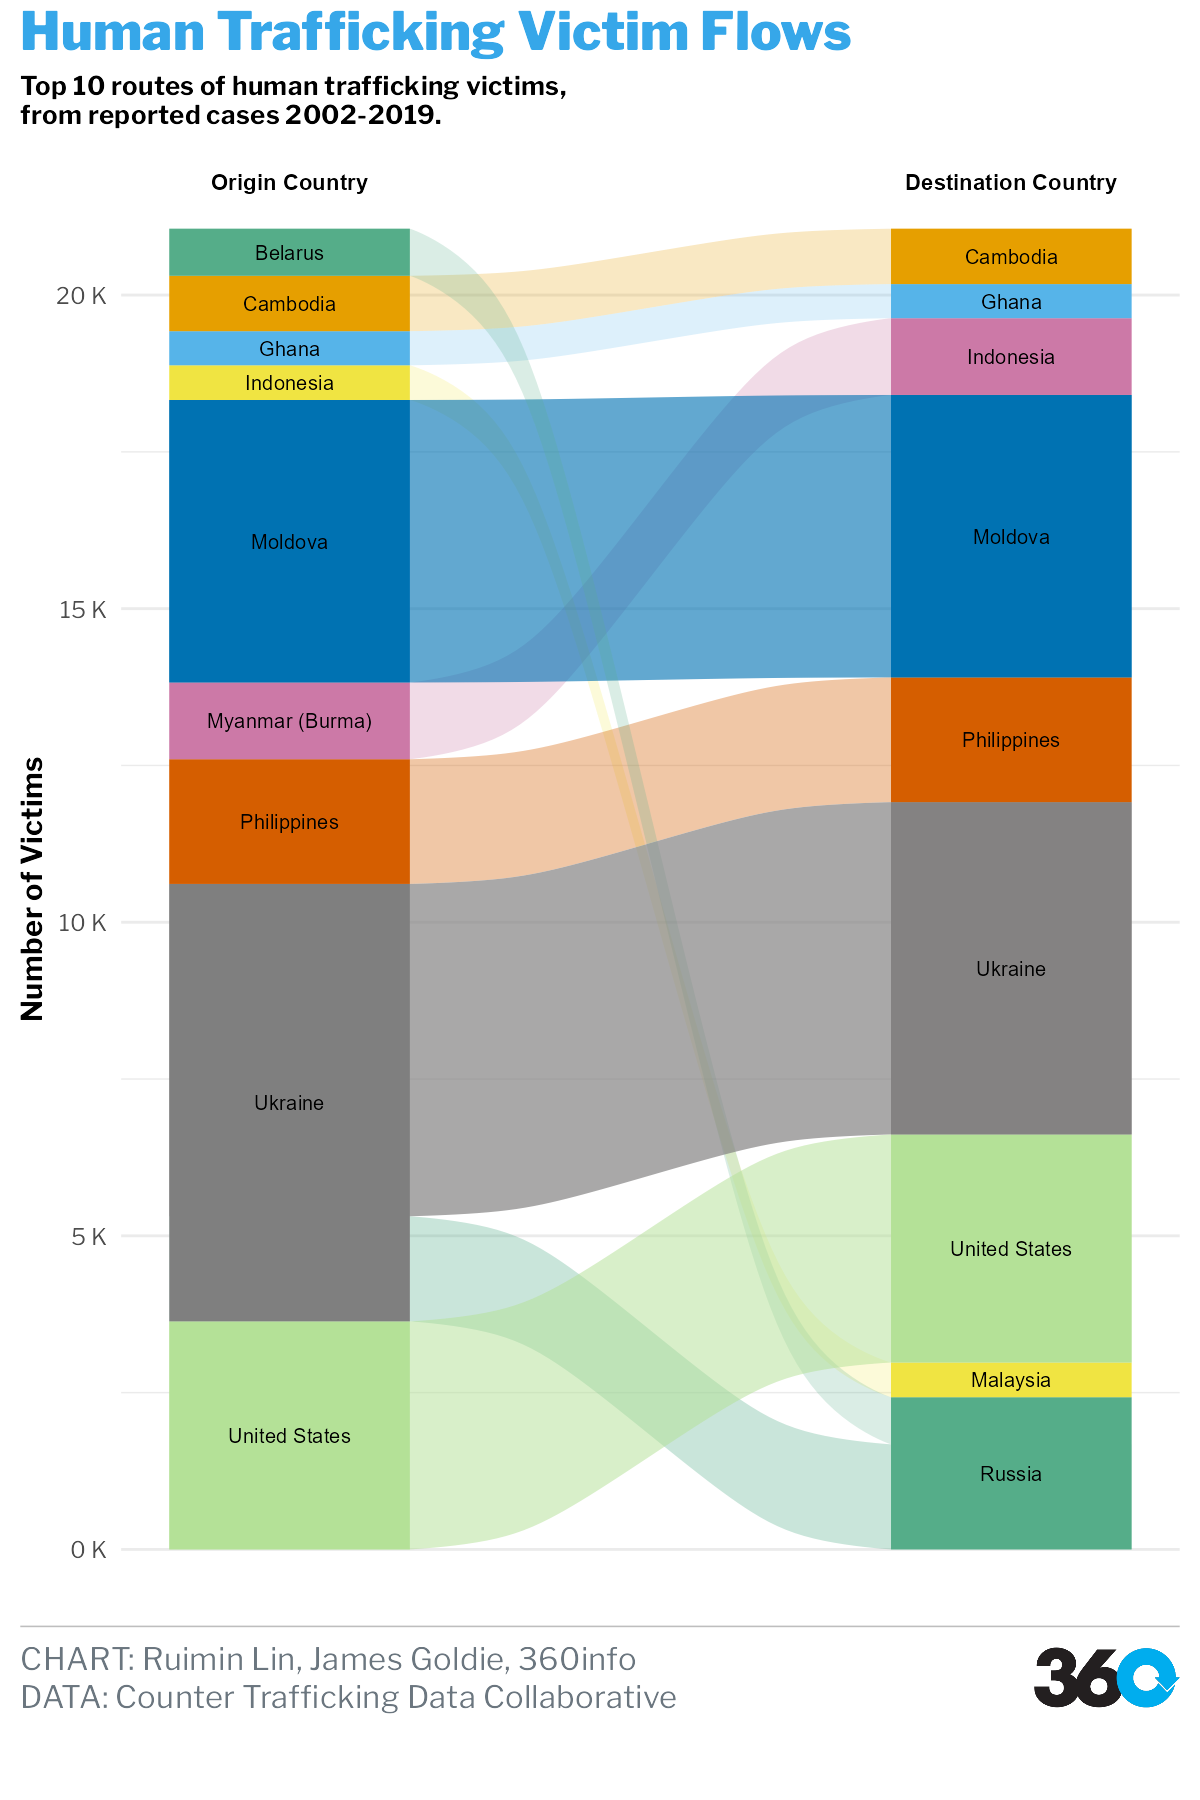 Human Trafficking Victim Flows
Top 10 routes of human trafficking victims,
from reported cases 2002-2019.
Origin Country
Destination Country
Number of Victims
20 K
15 K
10 K
5 K
0 K
Belarus
Cambodia
Ghana
Indonesia
Moldova
Myanmar (Burma)
Philippines
Ukraine
United States
Cambodia
Ghana
Indonesia
Moldova
Philippines
Ukraine
United States
Malaysia
Russia
CHART: Ruimin Lin, James Goldie, 360info
DATA: Counter Trafficking Data Collaborative
360